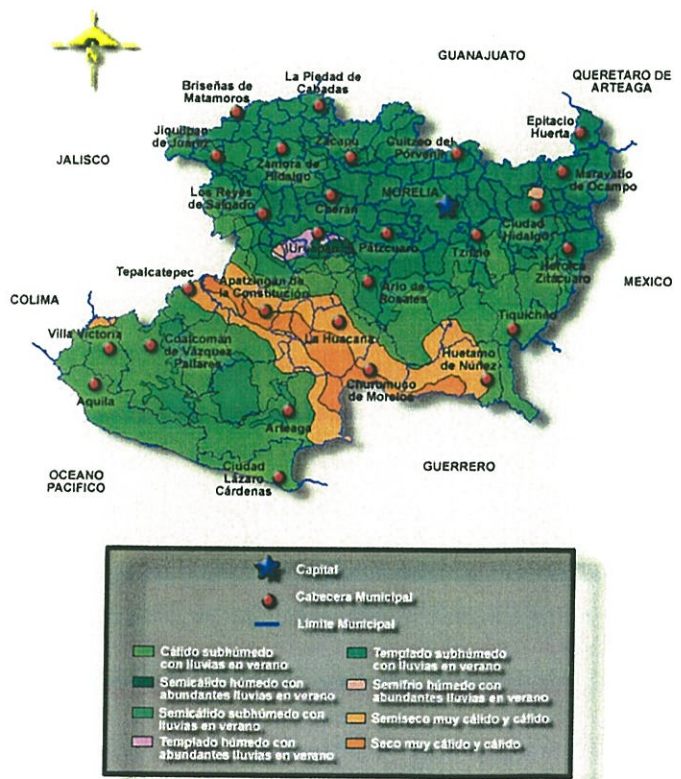 GUANAJUATO
QUERETARO DE
ARTEAGA
La Piedad de
Cabadas
Briseñas de
Matamoros
Epitacio
Huerta
Jiquilpan
de Juárez
Zamora de
Hidalgo
Zacapu
Cuitzeo del
Porvenir
JALISCO
Maravatío
de Ocampo
Los Reyes
de Salgado
Cherán
MORELIA
Ciudad
Hidalgo
Uruapan
Pátzcuaro
Tzitzio
Heroica
Zitácuaro
Tepalcatepec
Apatzingán de
la Constitución
Ario de
Rosales
MEXICO
COLIMA
Tiquicheo
Villa Victoria
Coalcomán
de Vázquez
Pallares
La Huacana
Huetamo
de Núñez
Aquila
Churumuco
de Morelos
Arteaga
OCEANO
PACIFICO
Ciudad
Lázaro
Cárdenas
GUERRERO
Capital
Cabecera Municipal
Límite Municipal
Cálido subhúmedo
con lluvias en verano
Semicálido húmedo con
abundantes lluvias en verano
Semicálido subhúmedo con
lluvias en verano
Templado húmedo con
abundantes lluvias en verano
Templado subhúmedo
con lluvias en verano
Semifrio húmedo con
abundantes lluvias en verano
Semiseco muy cálido y cálido
Seco muy cálido y cálido